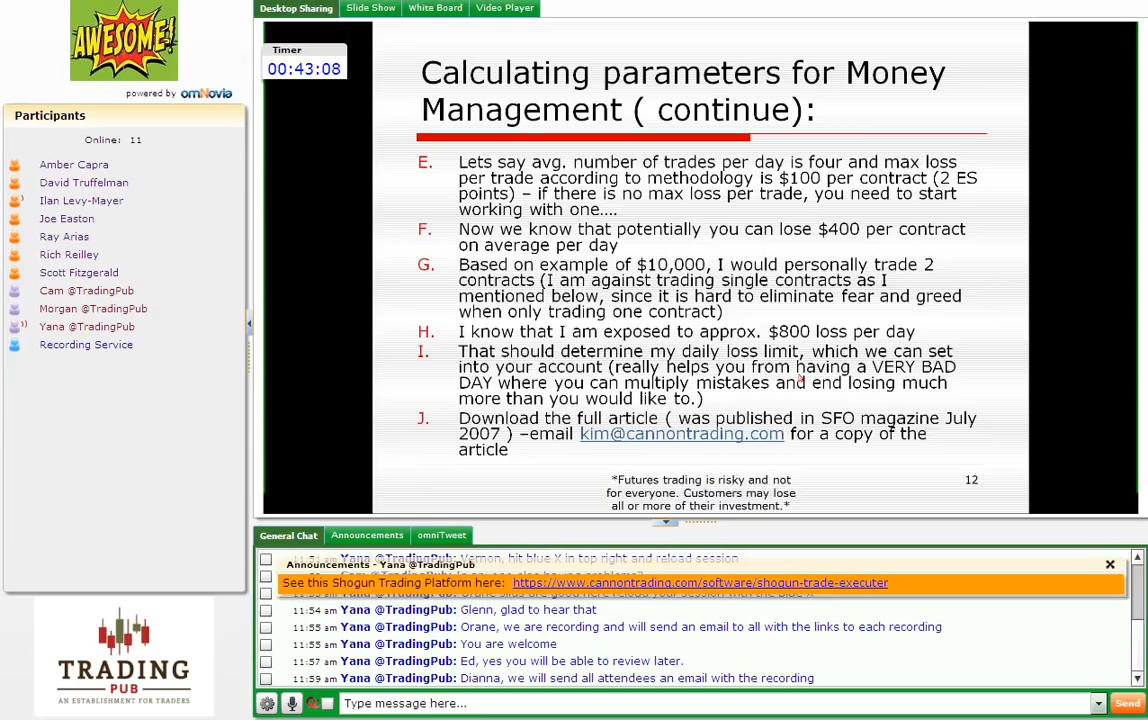 Desktop Sharing
Slide Show
White Board
Video Player
AWESOME!
powered by omNovia
Participants
Online: 11
Amber Capra
David Truffelman
Ilan Levy-Mayer
Joe Easton
Ray Arias
Rich Reilley
Scott Fitzgerald
Cam @TradingPub
Morgan @TradingPub
Yana @TradingPub
Recording Service
TRADING
PUB
AN ESTABLISHMENT FOR TRADERS
Timer
00:43:08
Calculating parameters for Money
Management ( continue):
E. Lets say avg. number of trades per day is four and max loss
per trade according to methodology is $100 per contract (2 ES
points) – if there is no max loss per trade, you need to start
working with one….
F. Now we know that potentially you can lose $400 per contract
on average per day
G. Based on example of $10,000, I would personally trade 2
contracts (I am against trading single contracts as I
mentioned below, since it is hard to eliminate fear and greed
when only trading one contract)
H. I know that I am exposed to approx. $800 loss per day
I. That should determine my daily loss limit, which we can set
into your account (really helps you from having a VERY BAD
DAY where you can multiply mistakes and end losing much
more than you would like to.)
J. Download the full article ( was published in SFO magazine July
2007 ) –email kim@cannontrading.com for a copy of the
article
*Futures trading is risky and not
for everyone. Customers may lose
all or more of their investment.*
12
General Chat
Announcements
omniTweet
Yana @TradingPub: Vernon, hit blue X in top right and reload session
Announcements - Yana @TradingPub
See this Shogun Trading Platform here: https://www.cannontrading.com/software/shogun-trade-executer
11:54 am Yana @TradingPub: Glenn, glad to hear that
11:55 am Yana @TradingPub: Orane, we are recording and will send an email to all with the links to each recording
11:55 am Yana @TradingPub: You are welcome
11:57 am Yana @TradingPub: Ed, yes you will be able to review later.
11:59 am Yana @TradingPub: Dianna, we will send all attendees an email with the recording
Type message here...
Send